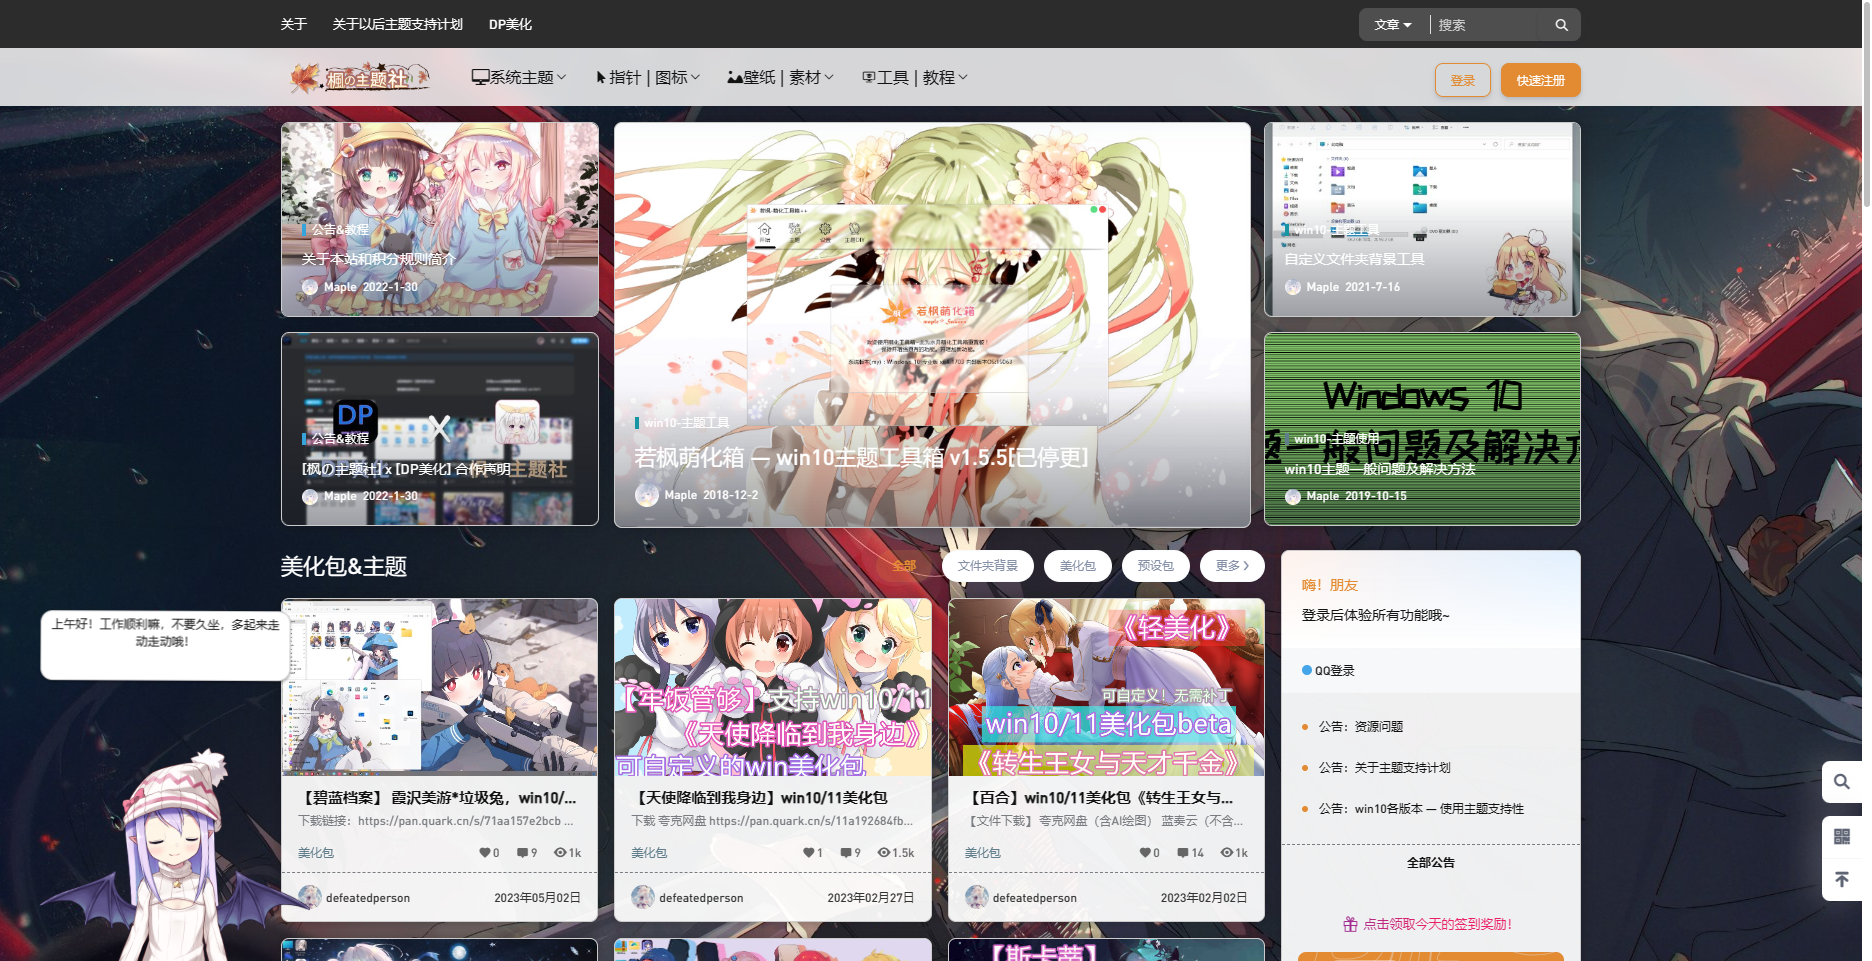 关于 关于以后主题支持计划 DP美化 文章 搜索
枫の主题社 系统主题 指针 | 图标 壁纸 | 素材 工具 | 教程 登录 快速注册
公告&教程
关于本站和积分规则简介
Maple 2022-1-30
DP X
公告&教程
[枫の主题社] x [DP美化] 合作声明
Maple 2022-1-30
若枫萌化箱
win10-主题工具
若枫萌化箱 — win10主题工具箱 v1.5.5[已停更]
Maple 2018-12-2
win10-主题工具
自定义文件夹背景工具
Maple 2021-7-16
Windows 10
题一般问题及解决方
win10-主题使用
win10主题一般问题及解决方法
Maple 2019-10-15
美化包&主题 全部 文件夹背景 美化包 预设包 更多
上午好！工作顺利嘛，不要久坐，多起来走
动走动哦！
【碧蓝档案】 霞沢美游*垃圾兔，win10/...
下载链接：https://pan.quark.cn/s/71aa157e2bcb ...
美化包 0 9 1k
defeatedperson 2023年05月02日
【牢饭管够】支持win10/11
《天使降临到我身边》
可自定义的win美化包
【天使降临到我身边】win10/11美化包
下载 夸克网盘 https://pan.quark.cn/s/11a192684fb...
美化包 1 9 1.5k
defeatedperson 2023年02月27日
《轻美化》
可自定义！无需补丁
win10/11美化包beta
《转生王女与天才千金》
【百合】win10/11美化包《转生王女与...
【文件下载】夸克网盘（含AI绘图） 蓝奏云（不含...
美化包 0 14 1k
defeatedperson 2023年02月02日
嗨！朋友
登录后体验所有功能哦~
QQ登录
公告：资源问题
公告：关于主题支持计划
公告：win10各版本 — 使用主题支持性
全部公告
点击领取今天的签到奖励！
【斯卡蒂】